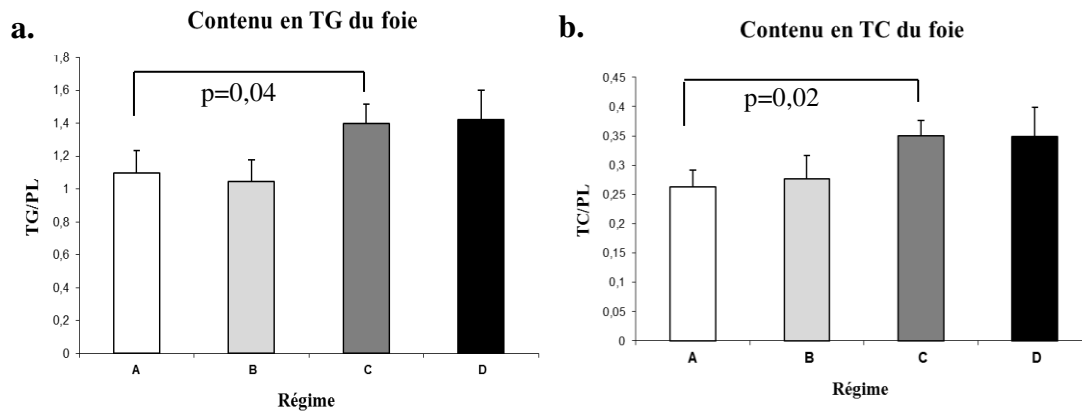 a.
Contenu en TG du foie
TG/PL
1,8
1,6
1,4
1,2
1
0,8
0,6
0,4
0,2
0
p=0,04
A B C D
Régime
b.
Contenu en TC du foie
TC/PL
0,45
0,4
0,35
0,3
0,25
0,2
0,15
0,1
0,05
0
p=0,02
A B C D
Régime